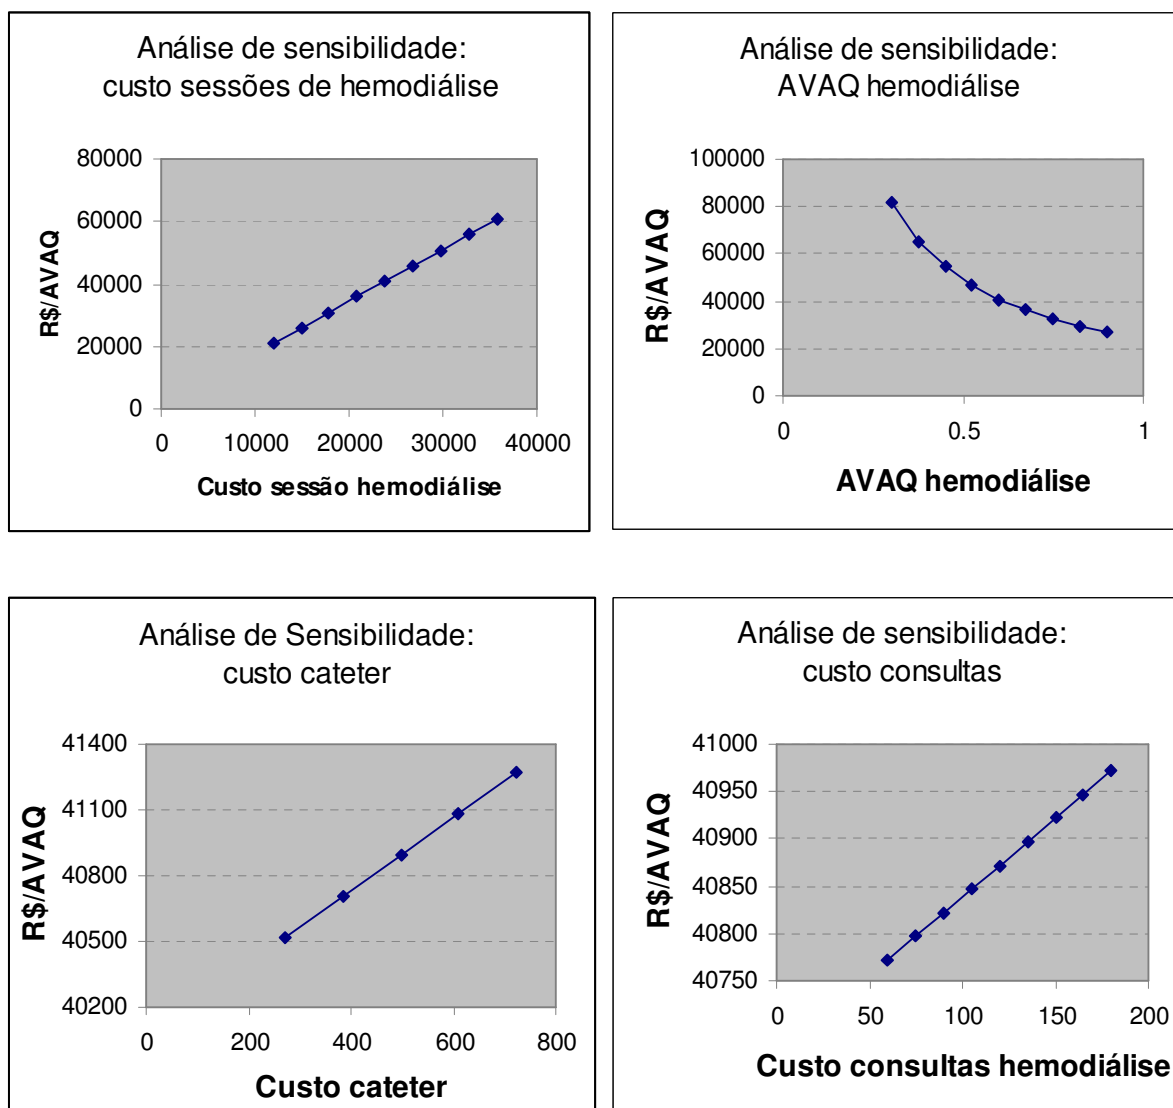 Análise de sensibilidade:
custo sessões de hemodiálise
80000
60000
40000
20000
0
R$/AVAQ
0 10000 20000 30000 40000
Custo sessão hemodiálise
Análise de sensibilidade:
AVAQ hemodiálise
100000
80000
60000
40000
20000
0
R$/AVAQ
0 0.5 1
AVAQ hemodiálise
Análise de Sensibilidade:
custo cateter
41400
41100
40800
40500
40200
R$/AVAQ
0 200 400 600 800
Custo cateter
Análise de sensibilidade:
custo consultas
41000
40950
40900
40850
40800
40750
R$/AVAQ
0 50 100 150 200
Custo consultas hemodiálise